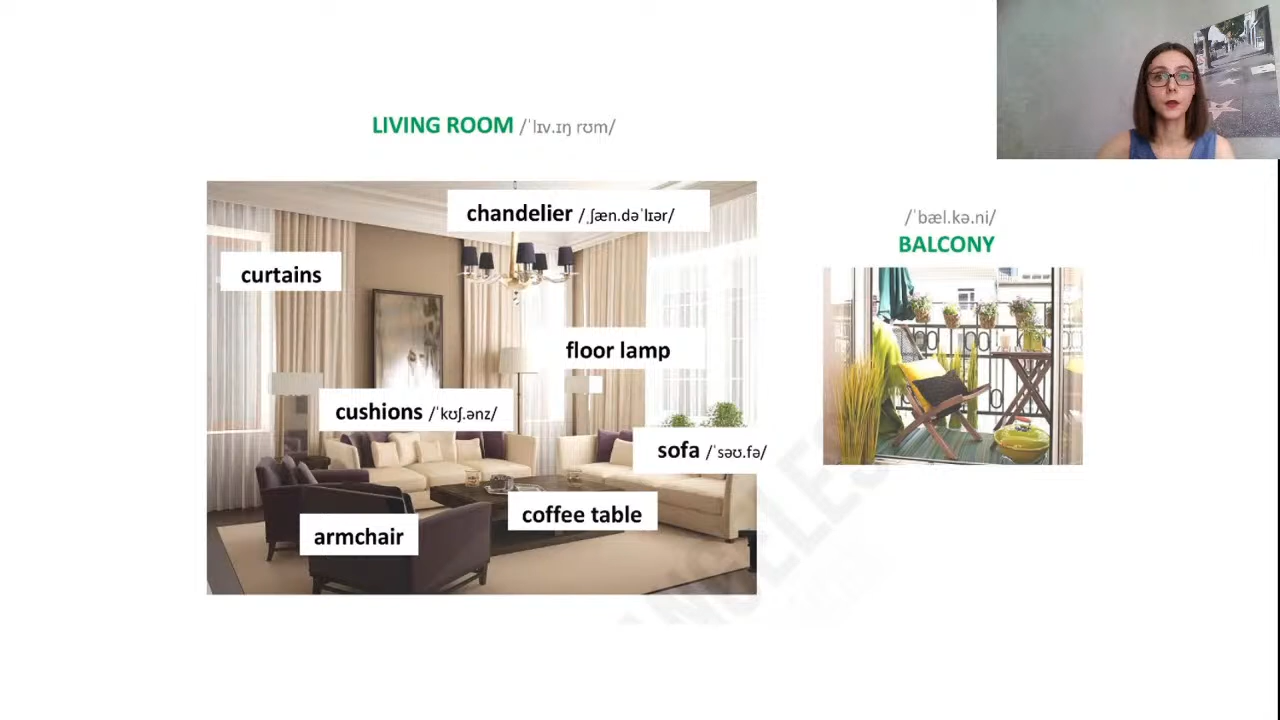 LIVING ROOM /ˈlɪv.ɪŋ rʊm/
chandelier /ˌʃæn.dəˈlɪər/
/ˈbæl.kə.ni/
BALCONY
curtains
floor lamp
cushions /ˈkʊʃ.ənz/
sofa /ˈsəʊ.fə/
coffee table
armchair